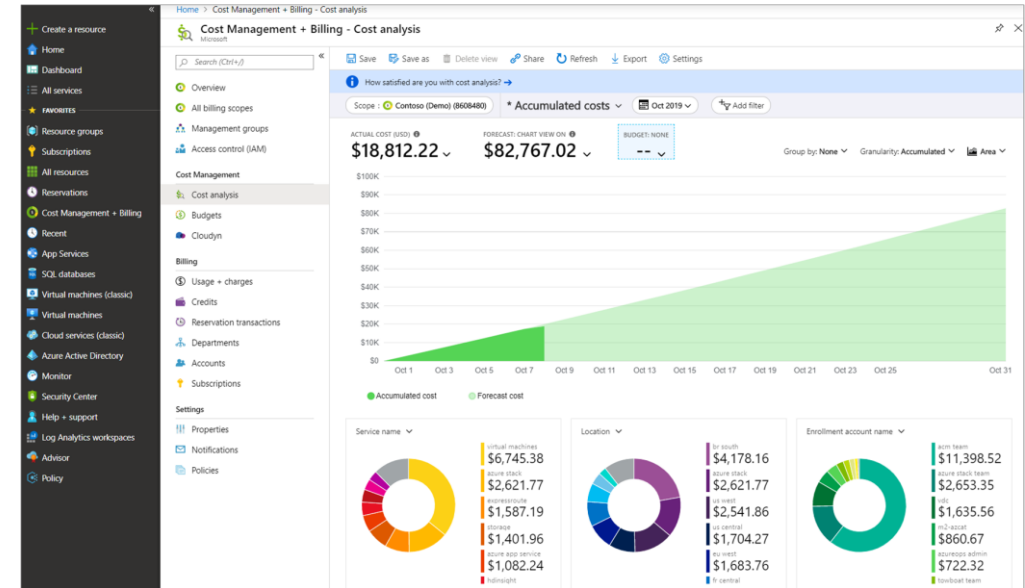 «
Create a resource
Home
Dashboard
All services
FAVORITES
Resource groups
Subscriptions
All resources
Reservations
Cost Management + Billing
Recent
App Services
SQL databases
Virtual machines (classic)
Virtual machines
Cloud services (classic)
Azure Active Directory
Monitor
Security Center
Help + support
Log Analytics workspaces
Advisor
Policy
Home > Cost Management + Billing - Cost analysis
Cost Management + Billing - Cost analysis
Microsoft
Search (Ctrl+/)
«
Overview
All billing scopes
Management groups
Access control (IAM)
Cost Management
Cost analysis
Budgets
Cloudyn
Billing
Usage + charges
Credits
Reservation transactions
Departments
Accounts
Subscriptions
Settings
Properties
Notifications
Policies
Save Save as Delete view Share Refresh Export Settings
How satisfied are you with cost analysis? →
Scope : Contoso (Demo) (8608480) * Accumulated costs Oct 2019 Add filter
ACTUAL COST (USD) FORECAST: CHART VIEW ON BUDGET: NONE
$18,812.22 $82,767.02 --
Group by: None Granularity: Accumulated Area
$100K
$90K
$80K
$70K
$60K
$50K
$40K
$30K
$20K
$10K
$0
Oct 1 Oct 3 Oct 5 Oct 7 Oct 9 Oct 11 Oct 13 Oct 15 Oct 17 Oct 19 Oct 21 Oct 23 Oct 25 Oct 31
Accumulated cost Forecast cost
Service name
virtual machines
$6,745.38
azure stack
$2,621.77
expressroute
$1,587.19
storage
$1,401.96
azure app service
$1,082.24
hdinsight
Location
br south
$4,178.16
azure stack
$2,621.77
us west
$2,541.86
us central
$1,704.27
eu west
$1,683.76
fr central
Enrollment account name
acm team
$11,398.52
azure stack team
$2,653.35
vdc
$1,635.56
m2-azcat
$860.67
azureops admin
$722.32
towboat team